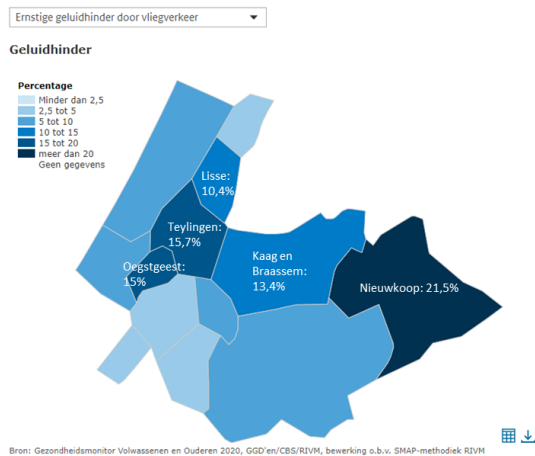 Ernstige geluidhinder door vliegverkeer
Geluidhinder
Percentage
Minder dan 2,5
2,5 tot 5
5 tot 10
10 tot 15
15 tot 20
meer dan 20
Geen gegevens
Lisse:
10,4%
Teylingen:
15,7%
Oegstgeest:
15%
Kaag en
Braassem:
13,4%
Nieuwkoop: 21,5%
Bron: Gezondheidsmonitor Volwassenen en Ouderen 2020, GGD'en/CBS/RIVM, bewerking o.b.v. SMAP-methodiek RIVM